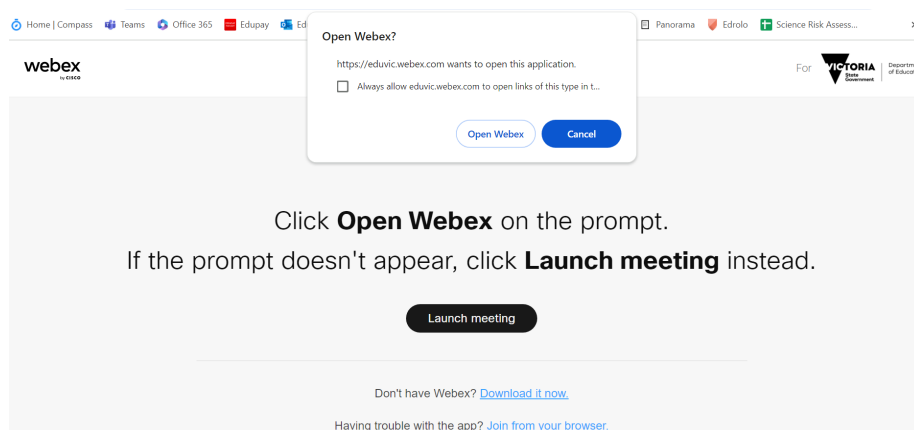 Home | Compass Teams Office 365 Edupay Ed Panorama Edrolo Science Risk Assess...
Open Webex?
https://eduvic.webex.com wants to open this application.
Always allow eduvic.webex.com to open links of this type in t...
Open Webex Cancel
webex
by CISCO
For
VICTORIA
State
Government
Departm
of Educat
Click Open Webex on the prompt.
If the prompt doesn't appear, click Launch meeting instead.
Launch meeting
Don't have Webex? Download it now.
Having trouble with the app? Join from your browser.